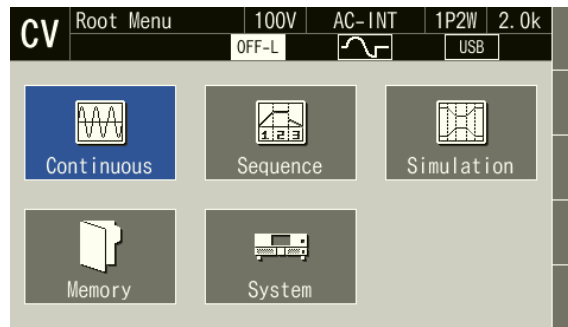 CV Root Menu 100V AC-INT 1P2W 2.0k
OFF-L USB
1 2 3
Continuous Sequence Simulation
Memory System